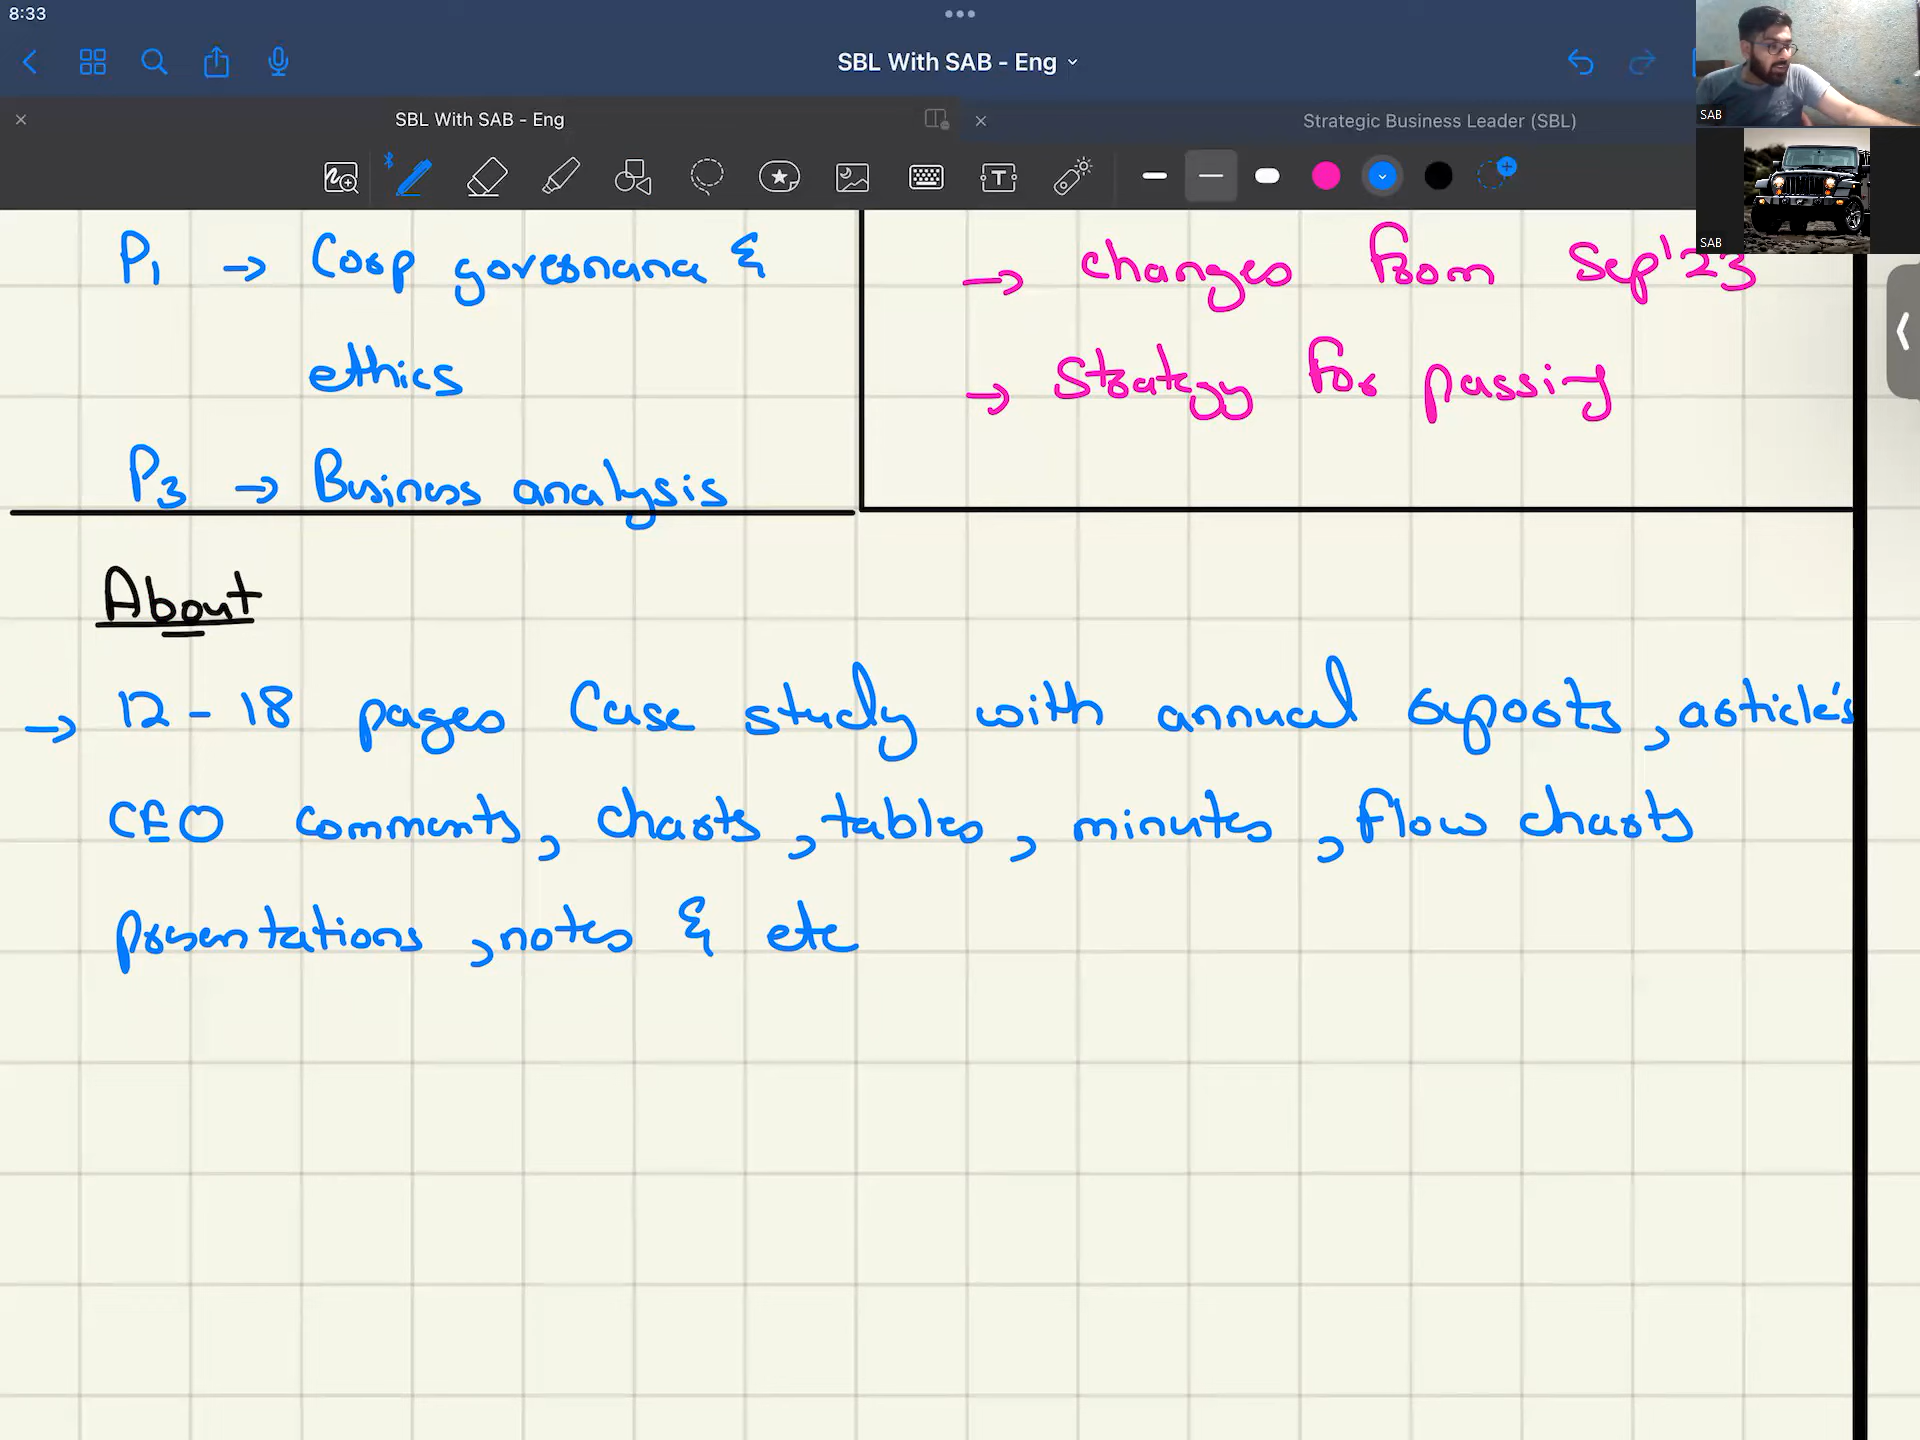 8:33
SBL With SAB - Eng
SBL With SAB - Eng
Strategic Business Leader (SBL)
SAB
SAB
P1 → Corp governance &
ethics
P3 → Business analysis
→ changes from Sep'23
→ Strategy for passing
About
→ 12 - 18 pages Case study with annual reports, article's
CEO comments, charts, tables, minutes, flow charts
presentations, notes & etc